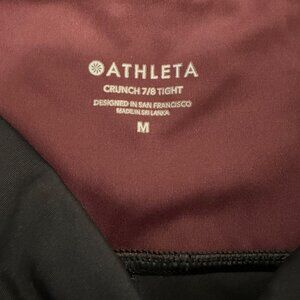 ATHLETA
CRUNCH 7/8 TIGHT
DESIGNED IN SAN FRANCISCO
MADE IN SRI LANKA
M